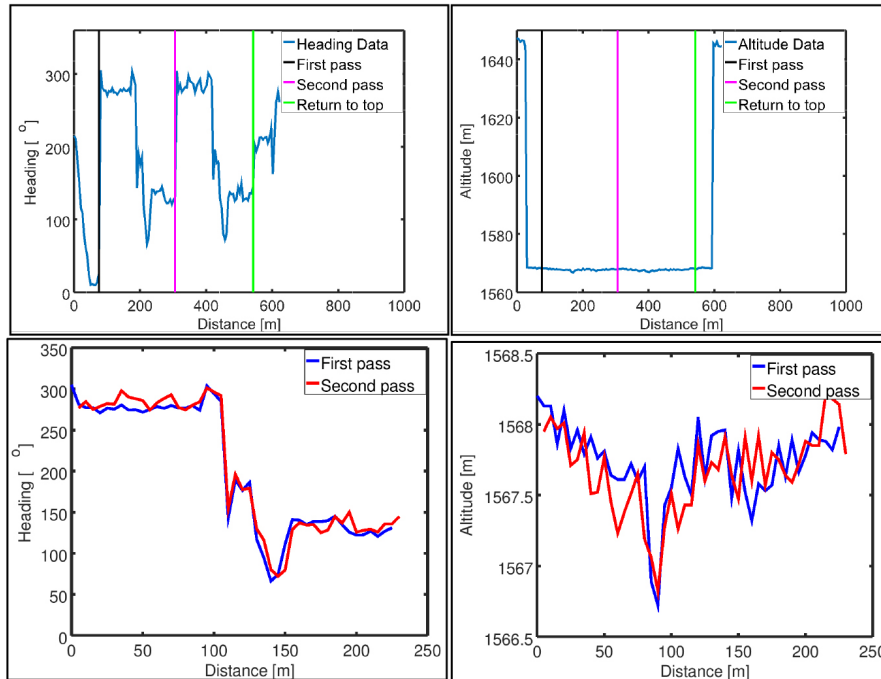 Heading Data
First pass
Second pass
Return to top
300
200
100
0
0
200
400
600
800
1000
Heading [ °]
Distance [m]
Altitude Data
First pass
Second pass
Return to top
1640
1620
1600
1580
1560
0
200
400
600
800
1000
Altitude [m]
Distance [m]
First pass
Second pass
350
300
250
200
150
100
50
0
0
50
100
150
200
250
Heading [ °]
Distance [m]
First pass
Second pass
1568.5
1568
1567.5
1567
1566.5
0
50
100
150
200
250
Altitude [m]
Distance [m]